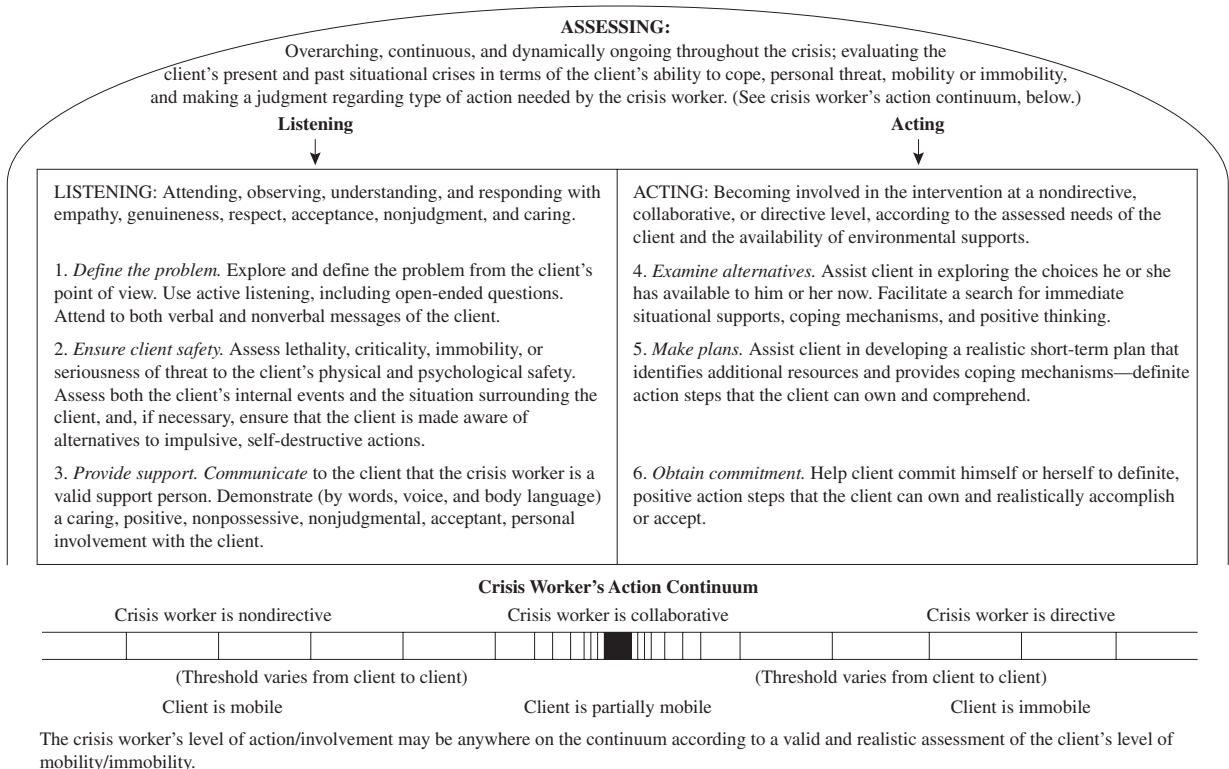 ASSESSING:
Overarching, continuous, and dynamically ongoing throughout the crisis; evaluating the
client's present and past situational crises in terms of the client's ability to cope, personal threat, mobility or immobility,
and making a judgment regarding type of action needed by the crisis worker. (See crisis worker's action continuum, below.)
Listening
Acting
LISTENING: Attending, observing, understanding, and responding with
empathy, genuineness, respect, acceptance, nonjudgment, and caring.
1. Define the problem. Explore and define the problem from the client's
point of view. Use active listening, including open-ended questions.
Attend to both verbal and nonverbal messages of the client.
2. Ensure client safety. Assess lethality, criticality, immobility, or
seriousness of threat to the client's physical and psychological safety.
Assess both the client's internal events and the situation surrounding the
client, and, if necessary, ensure that the client is made aware of
alternatives to impulsive, self-destructive actions.
3. Provide support. Communicate to the client that the crisis worker is a
valid support person. Demonstrate (by words, voice, and body language)
a caring, positive, nonpossessive, nonjudgmental, acceptant, personal
involvement with the client.
ACTING: Becoming involved in the intervention at a nondirective,
collaborative, or directive level, according to the assessed needs of the
client and the availability of environmental supports.
4. Examine alternatives. Assist client in exploring the choices he or she
has available to him or her now. Facilitate a search for immediate
situational supports, coping mechanisms, and positive thinking.
5. Make plans. Assist client in developing a realistic short-term plan that
identifies additional resources and provides coping mechanisms—definite
action steps that the client can own and comprehend.
6. Obtain commitment. Help client commit himself or herself to definite,
positive action steps that the client can own and realistically accomplish
or accept.
Crisis Worker's Action Continuum
Crisis worker is nondirective
Crisis worker is collaborative
Crisis worker is directive
(Threshold varies from client to client)
(Threshold varies from client to client)
Client is mobile
Client is partially mobile
Client is immobile
The crisis worker's level of action/involvement may be anywhere on the continuum according to a valid and realistic assessment of the client's level of
mobility/immobility.